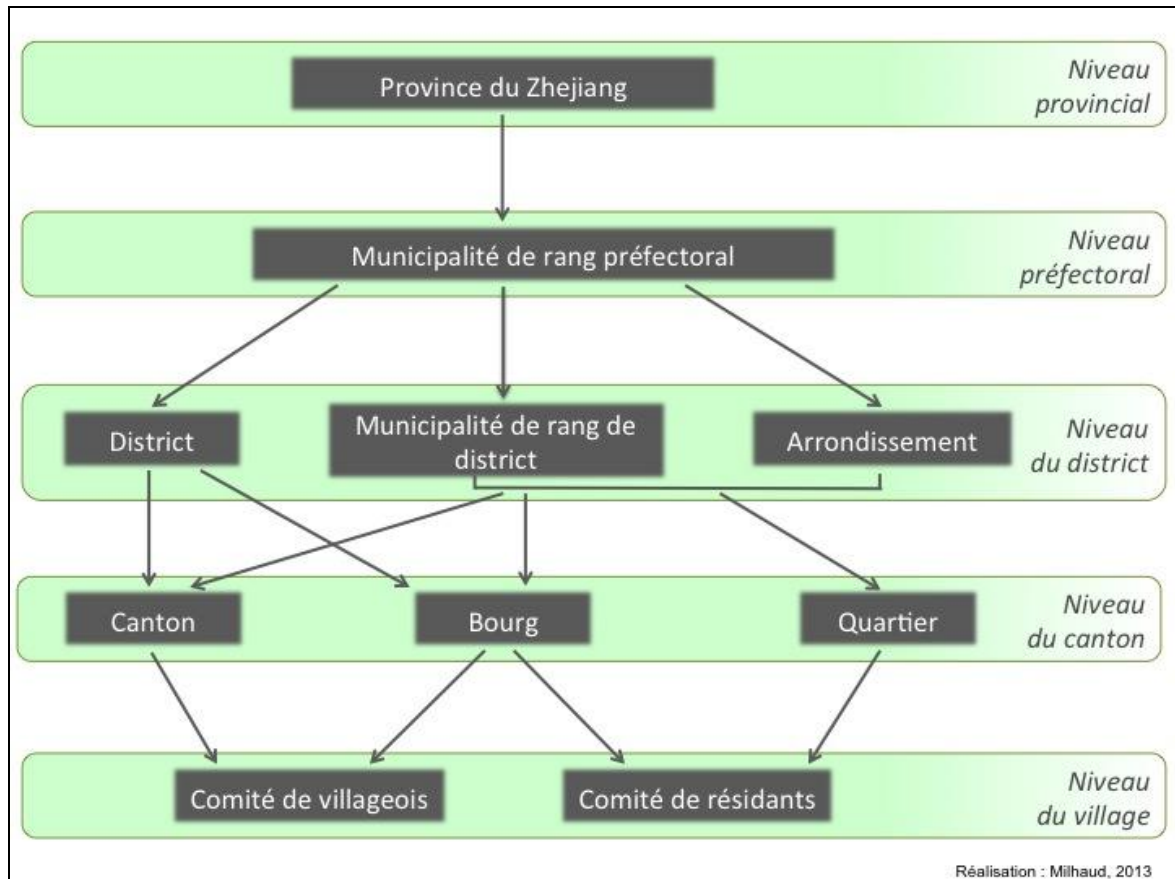 Province du Zhejiang
Niveau
provincial
Municipalité de rang préfectoral
Niveau
préfectoral
District
Municipalité de rang de
district
Arrondissement
Niveau
du district
Canton
Bourg
Quartier
Niveau
du canton
Comité de villageois
Comité de résidants
Niveau
du village
Réalisation : Milhaud, 2013